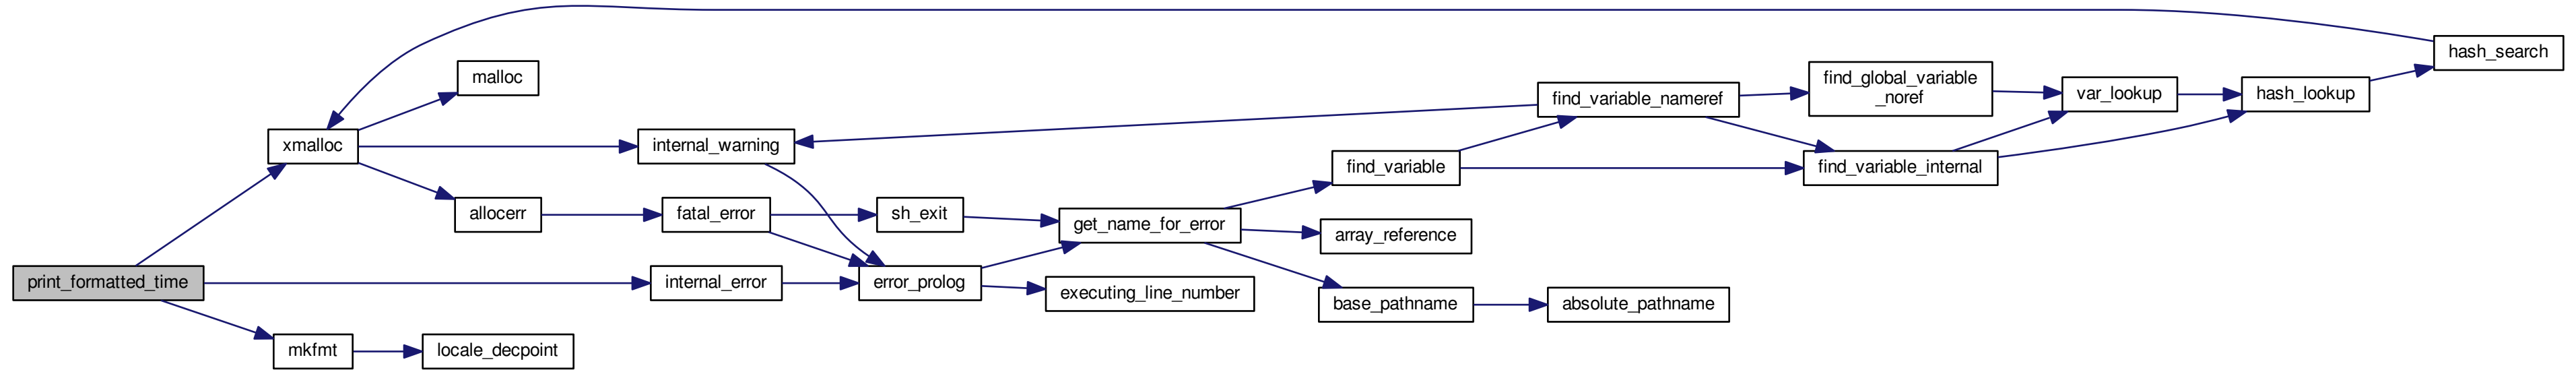 hash_search
malloc
find_global_variable
_noref
find_variable_nameref
var_lookup
hash_lookup
xmalloc
internal_warning
find_variable
find_variable_internal
allocerr
fatal_error
sh_exit
get_name_for_error
array_reference
print_formatted_time
internal_error
error_prolog
executing_line_number
base_pathname
absolute_pathname
mkfmt
locale_decpoint